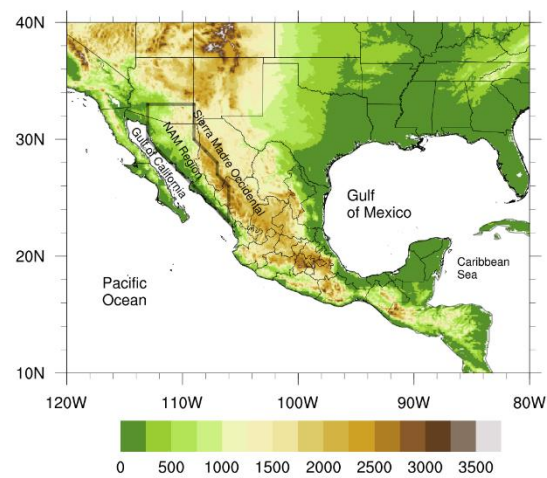 40N
30N
20N
10N
Gulf of California
NAM Region
Sierra Madre Occidental
Gulf
of Mexico
Caribbean
Sea
Pacific
Ocean
120W 110W 100W 90W 80W
0 500 1000 1500 2000 2500 3000 3500